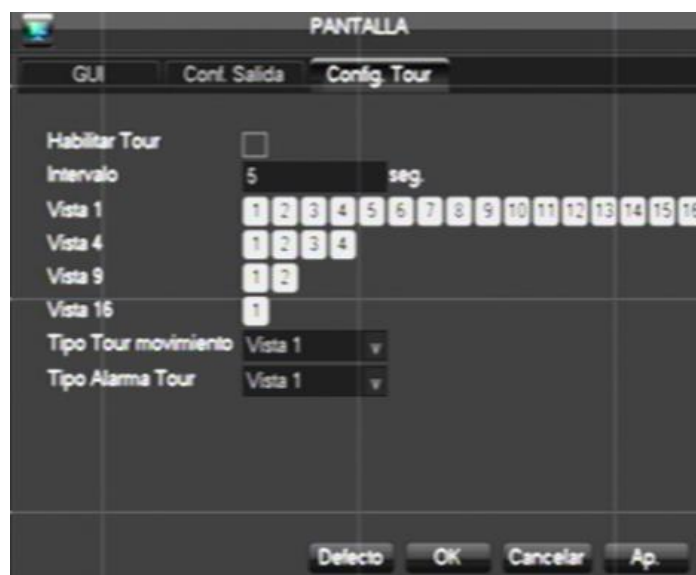 PANTALLA
GUI Conf. Salida Config. Tour
Habilitar Tour
Intervalo 5 seg.
Vista 1 1 2 3 4 5 6 7 8 9 10 11 12 13 14 15 16
Vista 4 1 2 3 4
Vista 9 1 2
Vista 16 1
Tipo Tour movimiento Vista 1
Tipo Alarma Tour Vista 1
Defecto OK Cancelar Ap.